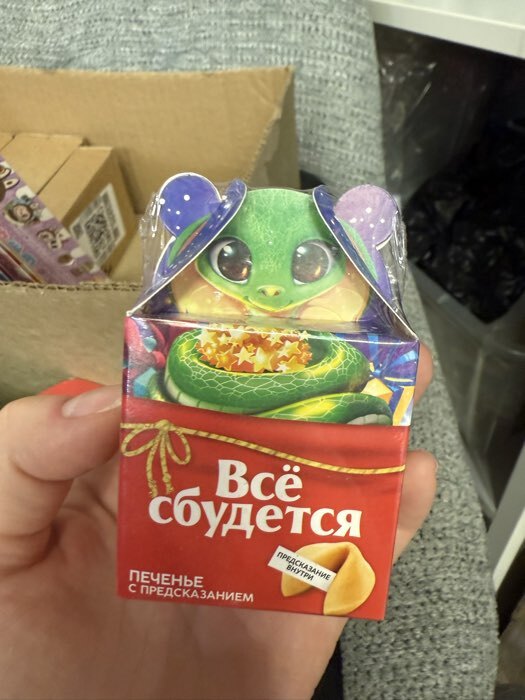 Всё
сбудется
ПРЕДСКАЗАНИЕ
ВНУТРИ
ПЕЧЕНЬЕ
С ПРЕДСКАЗАНИЕМ